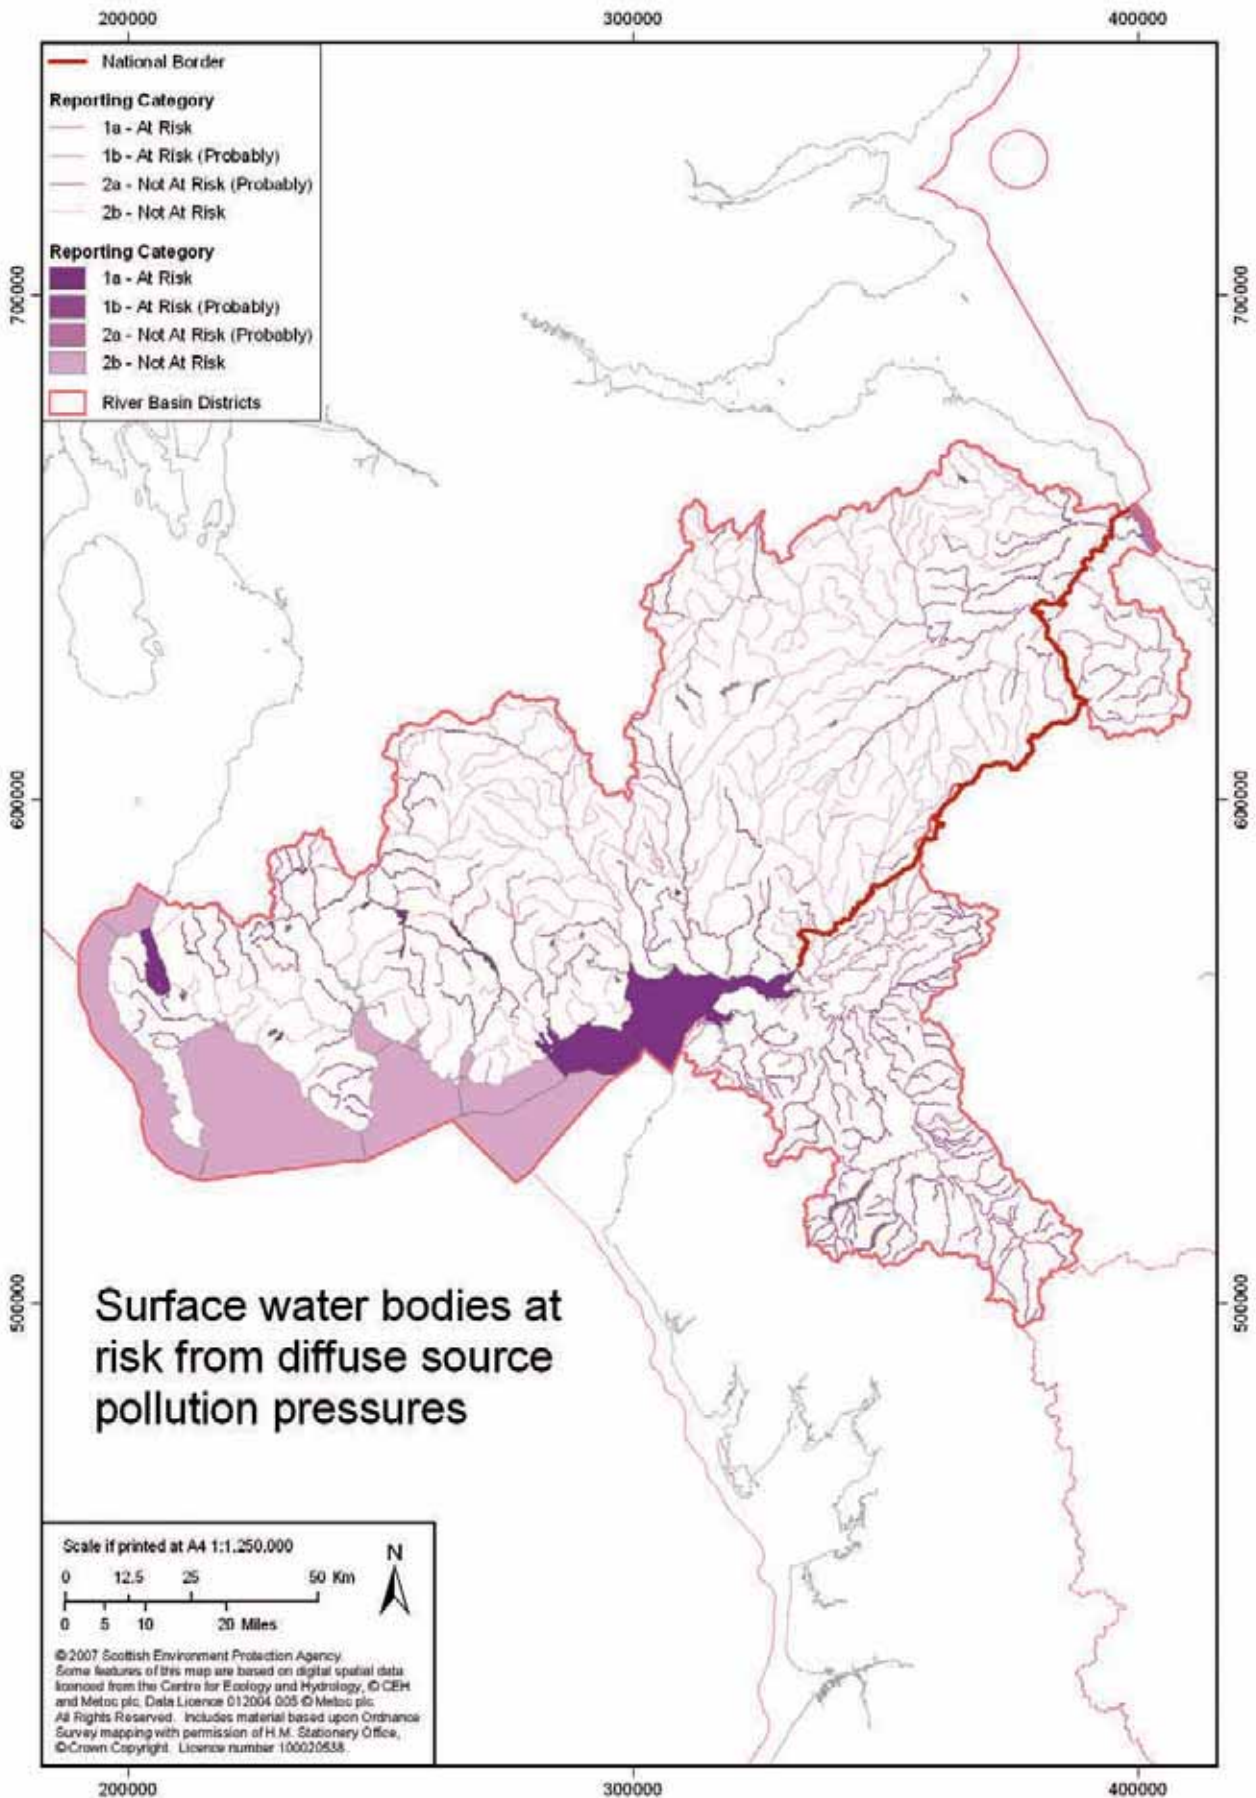 200000 300000 400000
National Border
Reporting Category
1a - At Risk
1b - At Risk (Probably)
2a - Not At Risk (Probably)
2b - Not At Risk
Reporting Category
1a - At Risk
1b - At Risk (Probably)
2a - Not At Risk (Probably)
2b - Not At Risk
River Basin Districts
700000 700000
600000 600000
500000 500000
Surface water bodies at
risk from diffuse source
pollution pressures
Scale if printed at A4 1:1,250,000
N
0 12.5 25 50 Km
0 5 10 20 Miles
© 2007 Scottish Environment Protection Agency.
Some features of this map are based on digital spatial data
licenced from the Centre for Ecology and Hydrology, © CEH
and Metoc plc, Data Licence 012004.005 © Metoc plc.
All Rights Reserved. Includes material based upon Ordnance
Survey mapping with permission of H.M. Stationery Office,
© Crown Copyright. Licence number 100020538.
200000 300000 400000